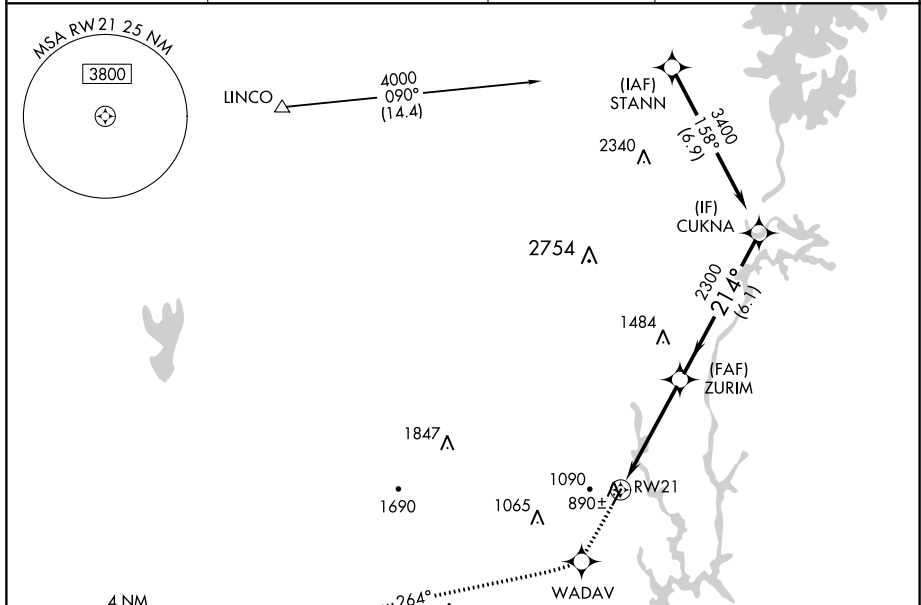 MSA RW21 25 NM
3800
LINCO
4000
090°
(14.4)
(IAF)
STANN
3400
158°
(6.9)
2340
(IF)
CUKNA
2754
2300
214°
(6.1)
1484
(FAF)
ZURIM
1847
1690
1090
890±
RW21
1065
WADAV
264°
4 NM